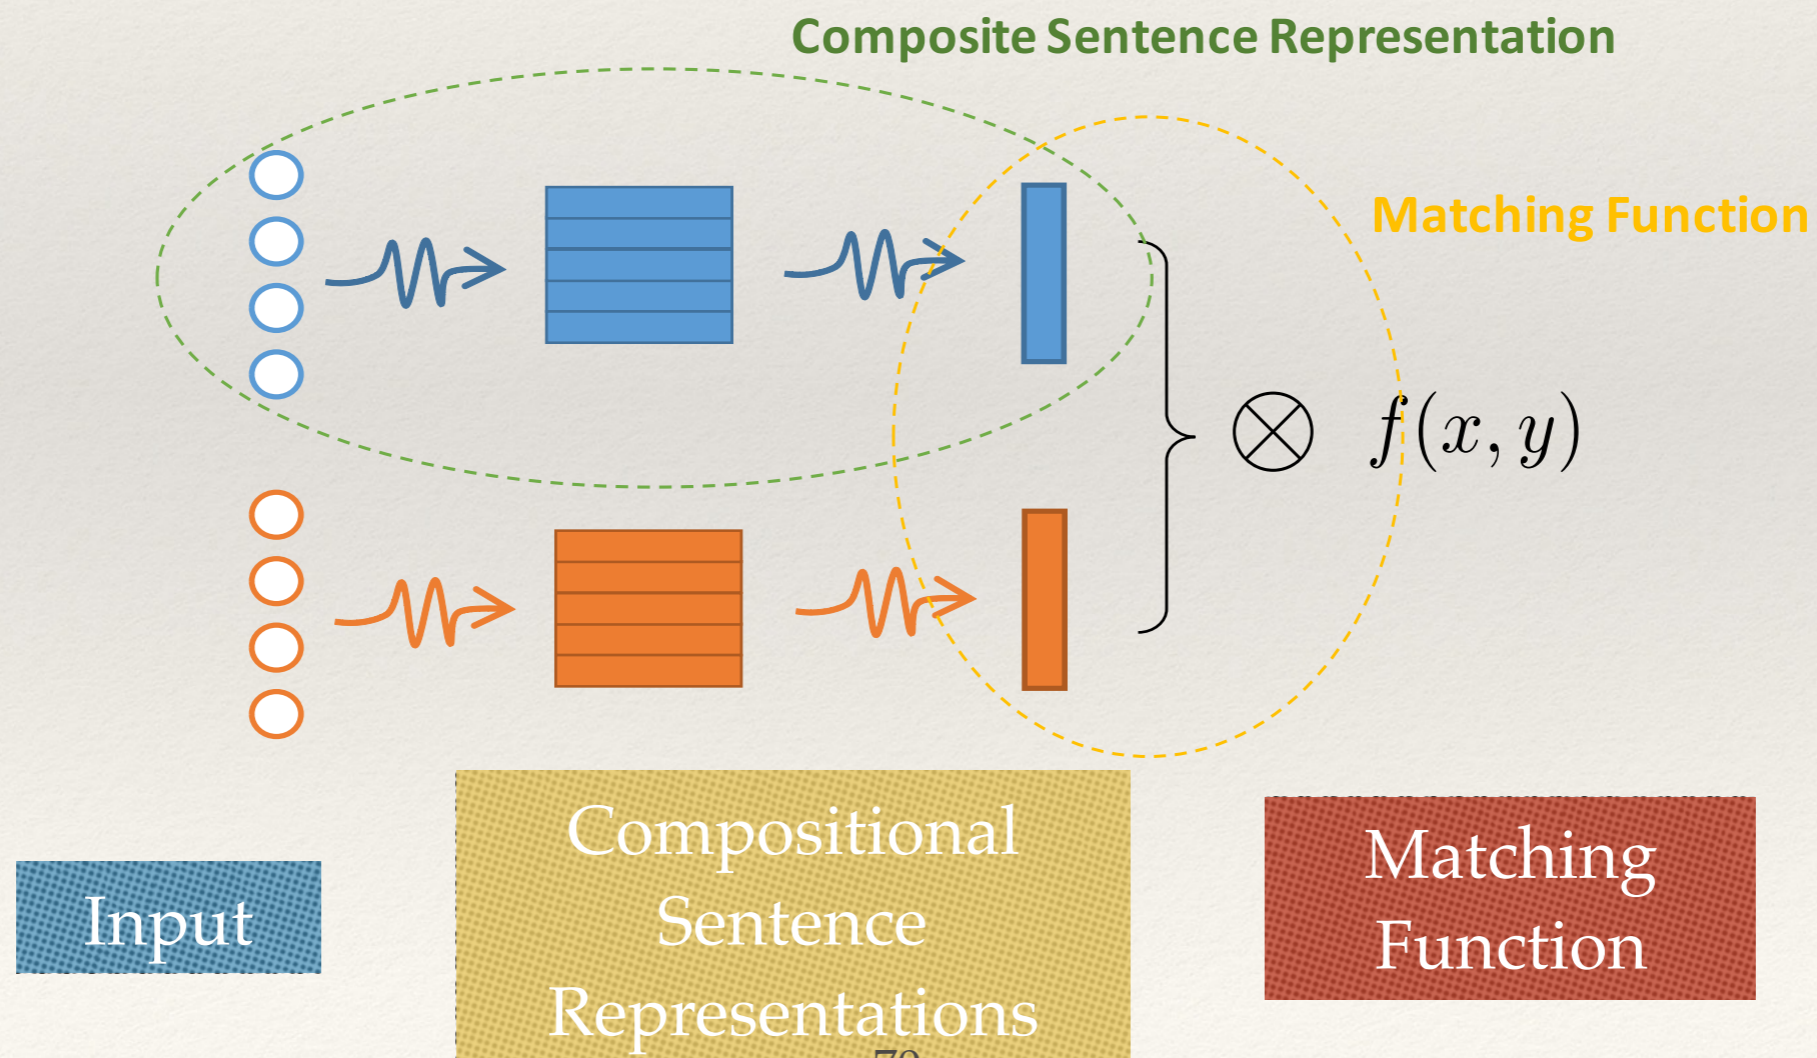 Composite Sentence Representation
Matching Function
⊗ f(x, y)
Input
Compositional
Sentence
Representations
Matching
Function